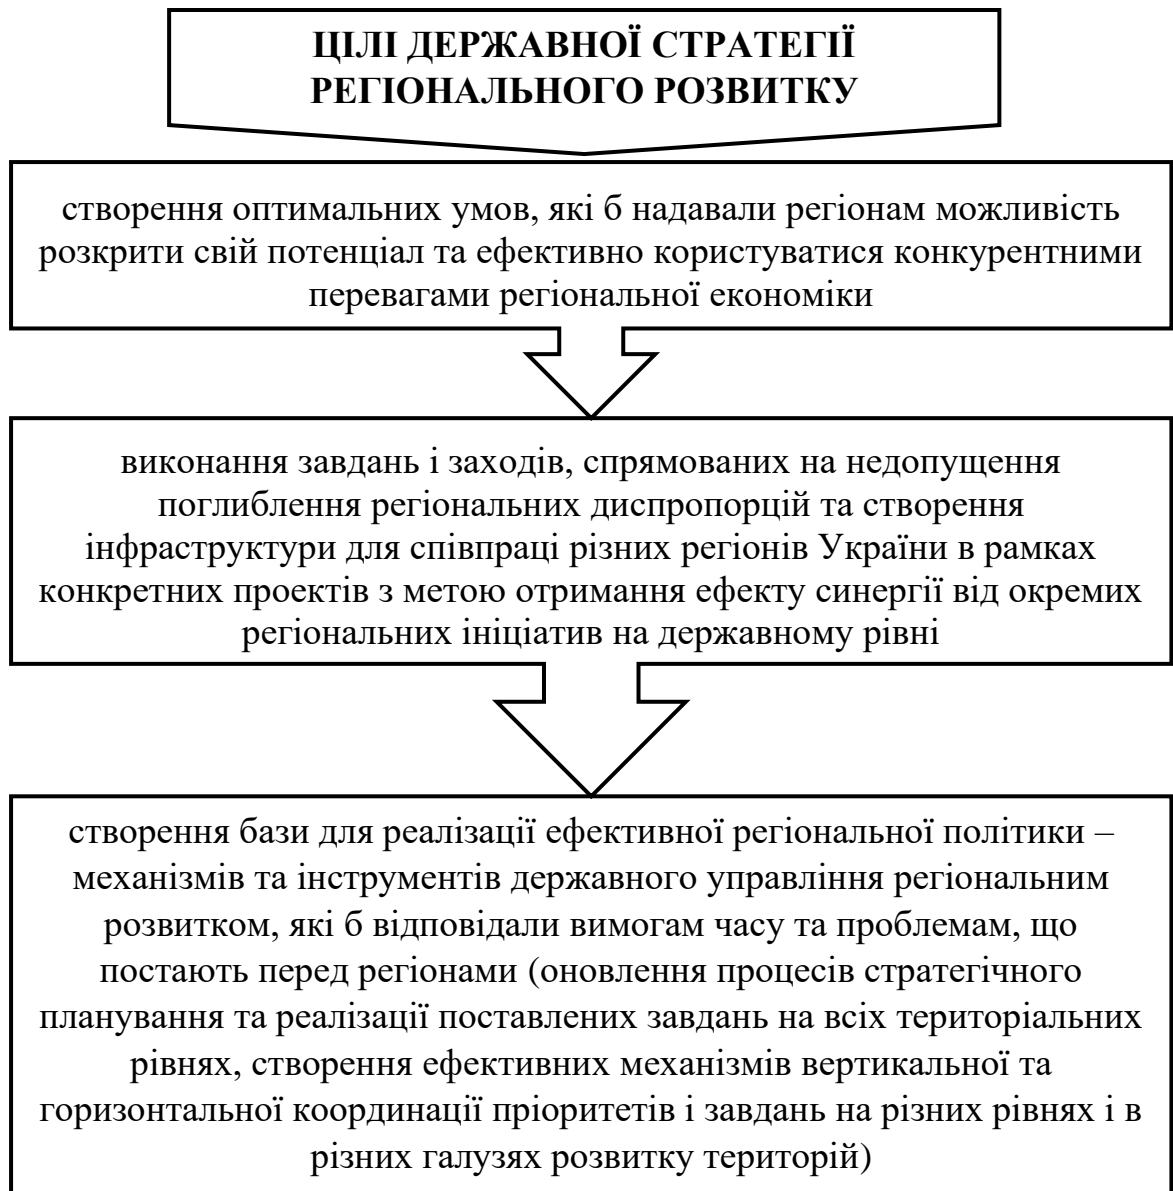 ЦІЛІ ДЕРЖАВНОЇ СТРАТЕГІЇ
РЕГІОНАЛЬНОГО РОЗВИТКУ
створення оптимальних умов, які б надавали регіонам можливість
розкрити свій потенціал та ефективно користуватися конкурентними
перевагами регіональної економіки
виконання завдань і заходів, спрямованих на недопущення
поглиблення регіональних диспропорцій та створення
інфраструктури для співпраці різних регіонів України в рамках
конкретних проектів з метою отримання ефекту синергії від окремих
регіональних ініціатив на державному рівні
створення бази для реалізації ефективної регіональної політики –
механізмів та інструментів державного управління регіональним
розвитком, які б відповідали вимогам часу та проблемам, що
постають перед регіонами (оновлення процесів стратегічного
планування та реалізації поставлених завдань на всіх територіальних
рівнях, створення ефективних механізмів вертикальної та
горизонтальної координації пріоритетів і завдань на різних рівнях і в
різних галузях розвитку територій)